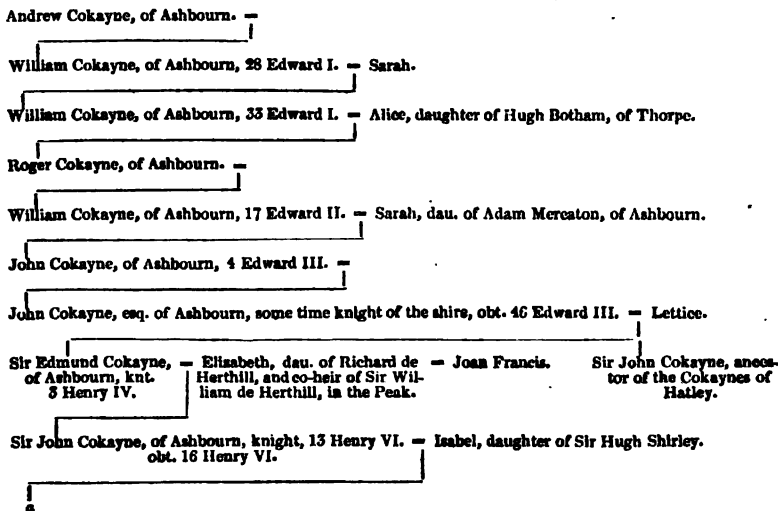 Andrew Cokayne, of Ashbourn. =
William Cokayne, of Ashbourn, 28 Edward I. = Sarah.
William Cokayne, of Ashbourn, 33 Edward I. = Alice, daughter of Hugh Botham, of Thorpe.
Roger Cokayne, of Ashbourn. =
William Cokayne, of Ashbourn, 17 Edward II. = Sarah, dau. of Adam Mercaton, of Ashbourn.
John Cokayne, of Ashbourn, 4 Edward III. =
John Cokayne, esq. of Ashbourn, some time knight of the shire, obt. 46 Edward III. = Lettice.
Sir Edmund Cokayne, = Elizabeth, dau. of Richard de = Joan Francis. Sir John Cokayne, ances-
of Ashbourn, knt. Herthill, and co-heir of Sir Wil- tor of the Cokaynes of
3 Henry IV. liam de Herthill, in the Peak. Hatley.
Sir John Cokayne, of Ashbourn, knight, 13 Henry VI. = Isabel, daughter of Sir Hugh Shirley.
obt. 16 Henry VI.
a